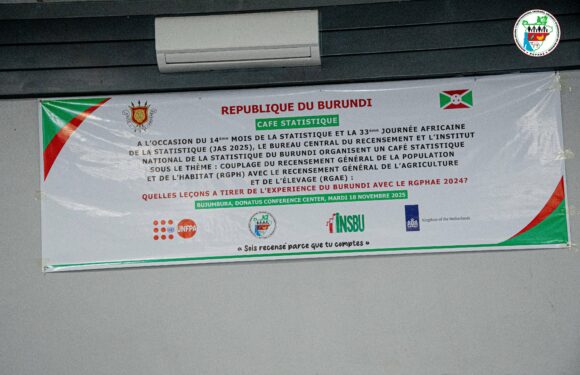 REPUBLIQUE DU BURUNDI
CAFE STATISTIQUE
A L'OCCASION DU 14ème MOIS DE LA STATISTIQUE ET LA 33ème JOURNÉE AFRICAINE
DE LA STATISTIQUE (JAS 2025), LE BUREAU CENTRAL DU RECENSEMENT ET L'INSTITUT
NATIONAL DE LA STATISTIQUE DU BURUNDI ORGANISENT UN CAFÉ STATISTIQUE
SOUS LE THÈME : COUPLAGE DU RECENSEMENT GÉNÉRAL DE LA POPULATION
ET DE L'HABITAT (RGPH) AVEC LE RECENSEMENT GÉNÉRAL DE L'AGRICULTURE
ET DE L'ÉLEVAGE (RGAE) :
QUELLES LEÇONS A TIRER DE L'EXPERIENCE DU BURUNDI AVEC LE RGPHAE 2024?
BUJUMBURA, DONATUS CONFERENCE CENTER, MARDI 18 NOVEMBRE 2025
UNFPA
INSBU
Kingdom of the Netherlands
« Sois recensé parce que tu comptes »